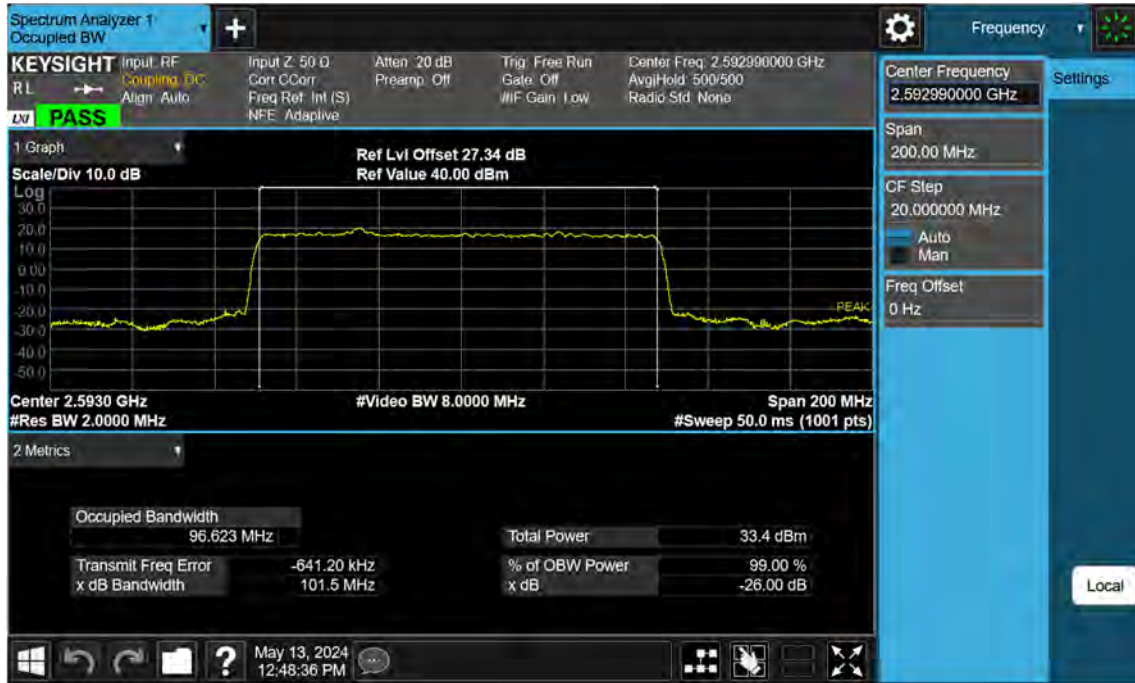 Spectrum Analyzer 1
Occupied BW
+
Frequency
KEYSIGHT
Input: RF
Coupling: DC
Align: Auto
Input Z: 50 Ω
Corr CCorr
Freq Ref: Int (S)
NFE: Adaptive
Atten: 20 dB
Preamp: Off
Trig: Free Run
Gate: Off
#IF Gain: Low
Center Freq: 2.592990000 GHz
Avg|Hold: 500/500
Radio Std: None
RL
LXI
PASS
Center Frequency
2.592990000 GHz
Settings
Span
200.00 MHz
CF Step
20.000000 MHz
Auto
Man
Freq Offset
0 Hz
1 Graph
Scale/Div 10.0 dB
Ref Lvl Offset 27.34 dB
Ref Value 40.00 dBm
Log
30.0
20.0
10.0
0.00
-10.0
-20.0
-30.0
-40.0
-50.0
PEAK
Center 2.5930 GHz
#Video BW 8.0000 MHz
Span 200 MHz
#Res BW 2.0000 MHz
#Sweep 50.0 ms (1001 pts)
2 Metrics
Occupied Bandwidth
96.623 MHz
Total Power 33.4 dBm
Transmit Freq Error -641.20 kHz
% of OBW Power 99.00 %
x dB Bandwidth 101.5 MHz
x dB -26.00 dB
Local
?
May 13, 2024
12:48:36 PM